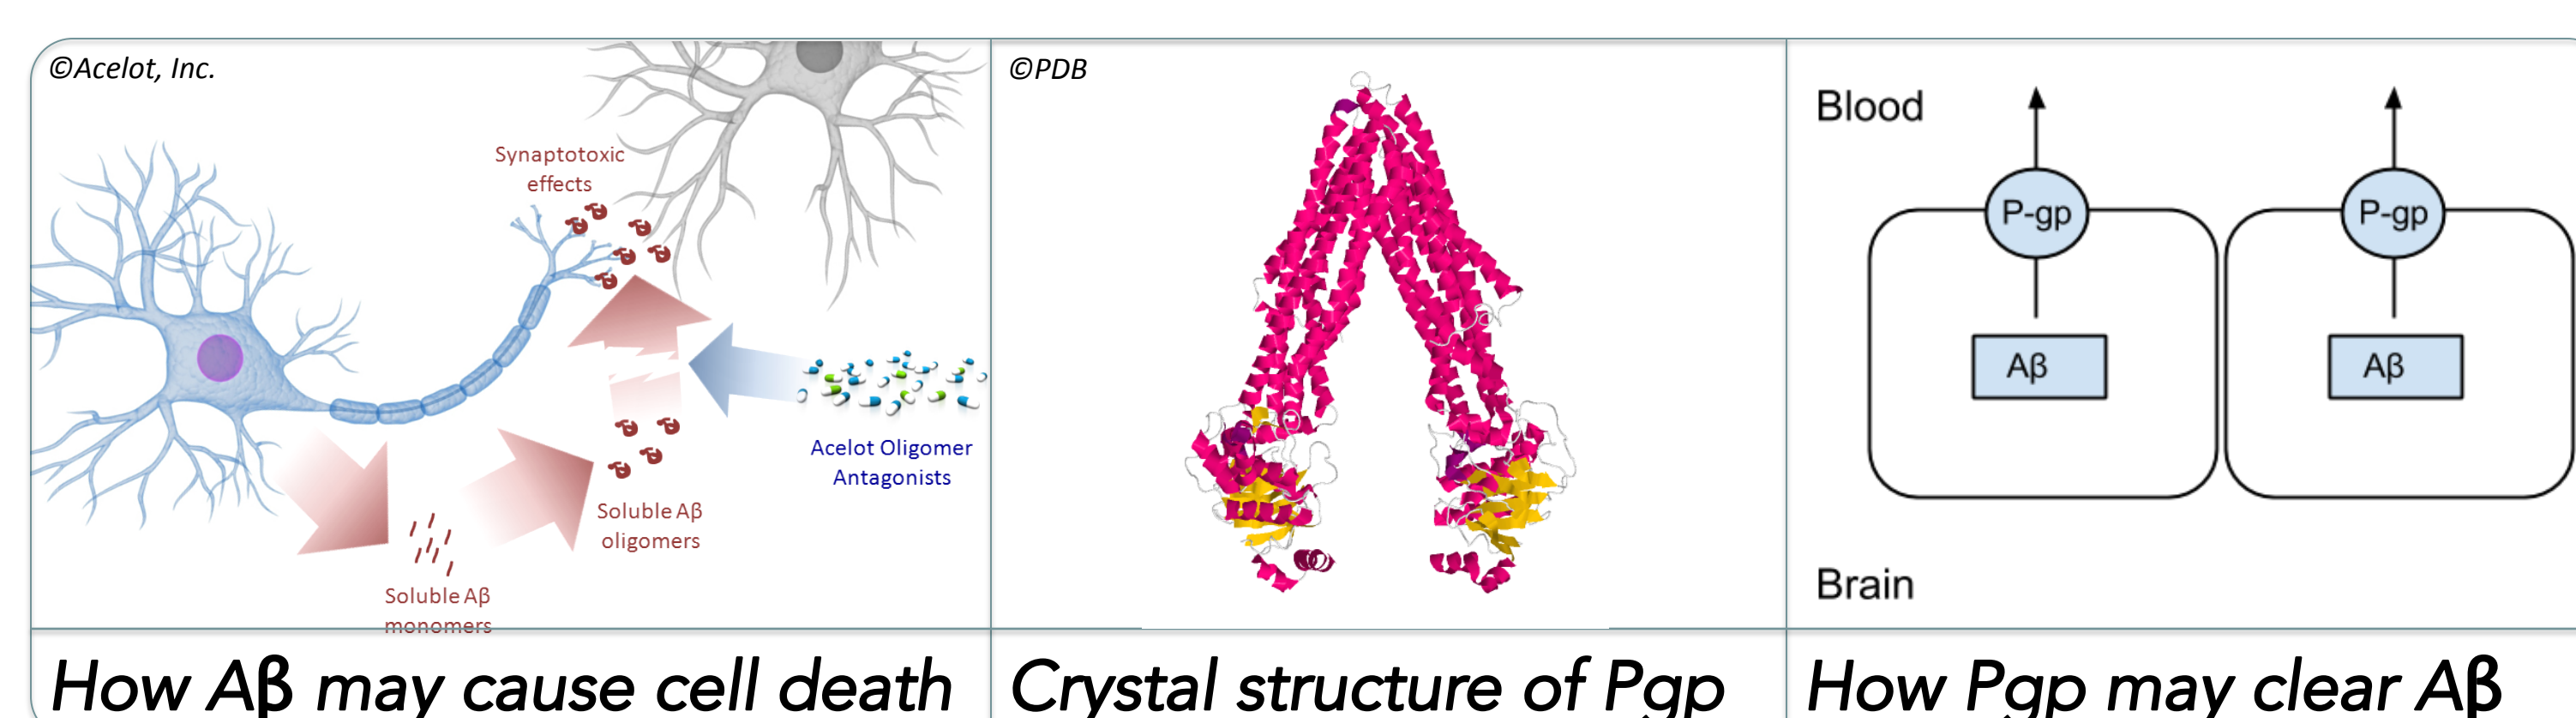 ©Acelot, Inc.
Synaptotoxic
effects
Acelot Oligomer
Antagonists
Soluble Aβ
oligomers
Soluble Aβ
monomers
How Aβ may cause cell death
©PDB
Crystal structure of Pgp
Blood
P-gp
P-gp
Aβ
Aβ
Brain
How Pgp may clear Aβ